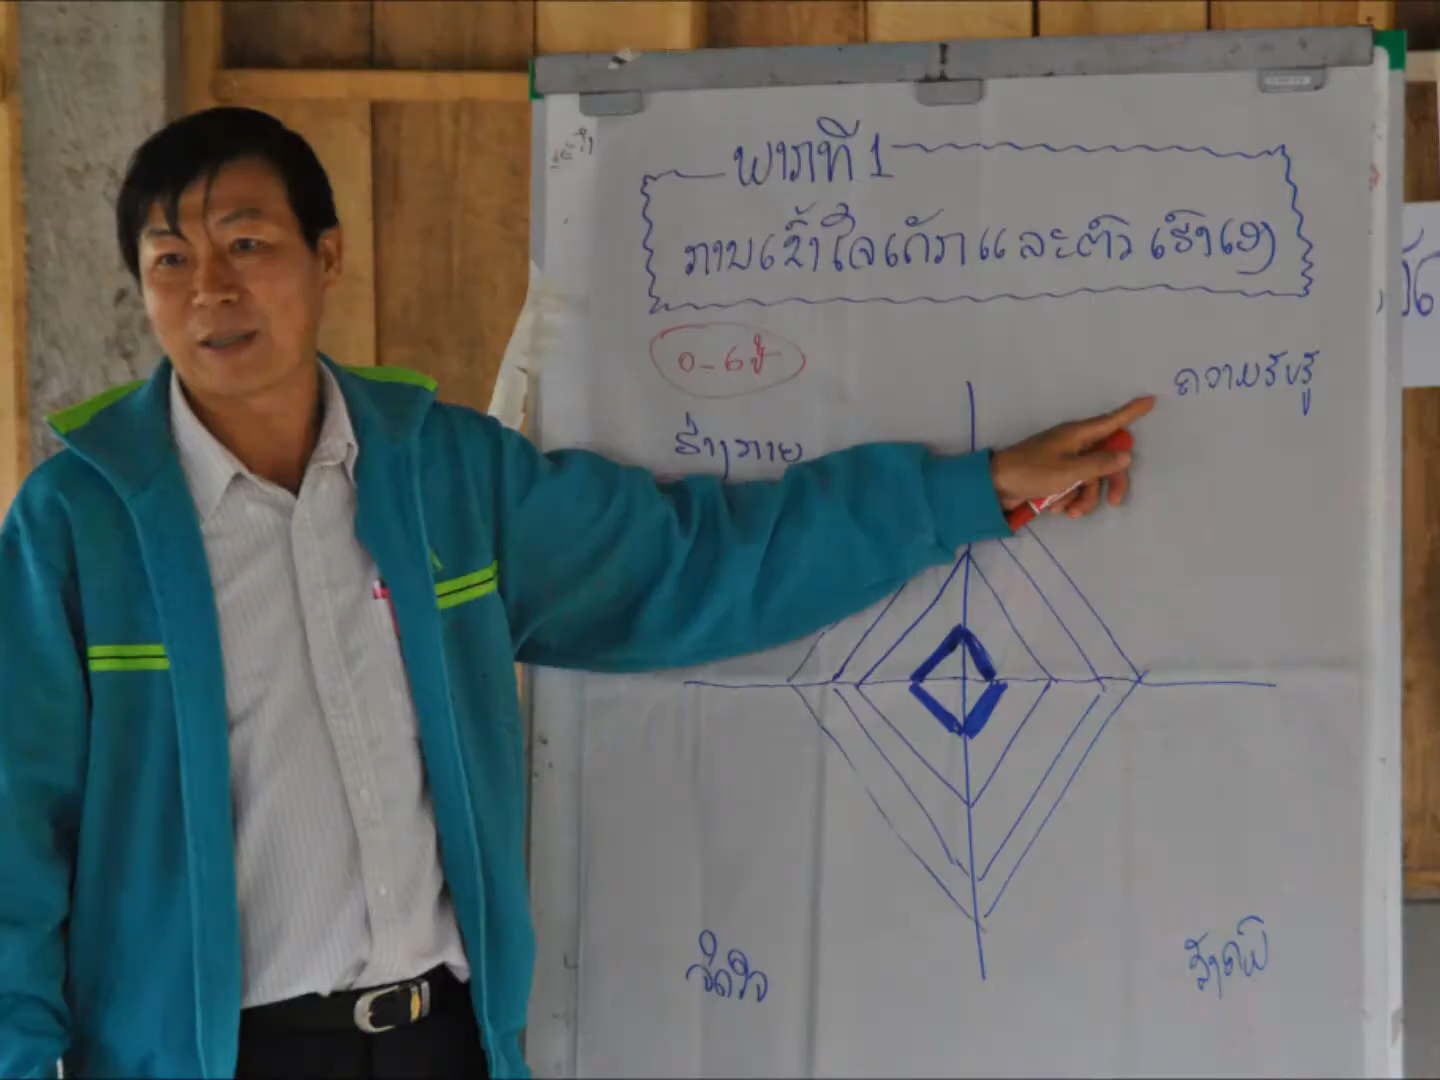 ພາກທີ 1
ການເຂົ້າໃຈເດັກແລະຕົວເຮົາເອງ
0-6ປີ
ຄວາມຮັບຮູ້
ຮ່າງກາຍ
ຈິດໃຈ
ສັງຄົມ